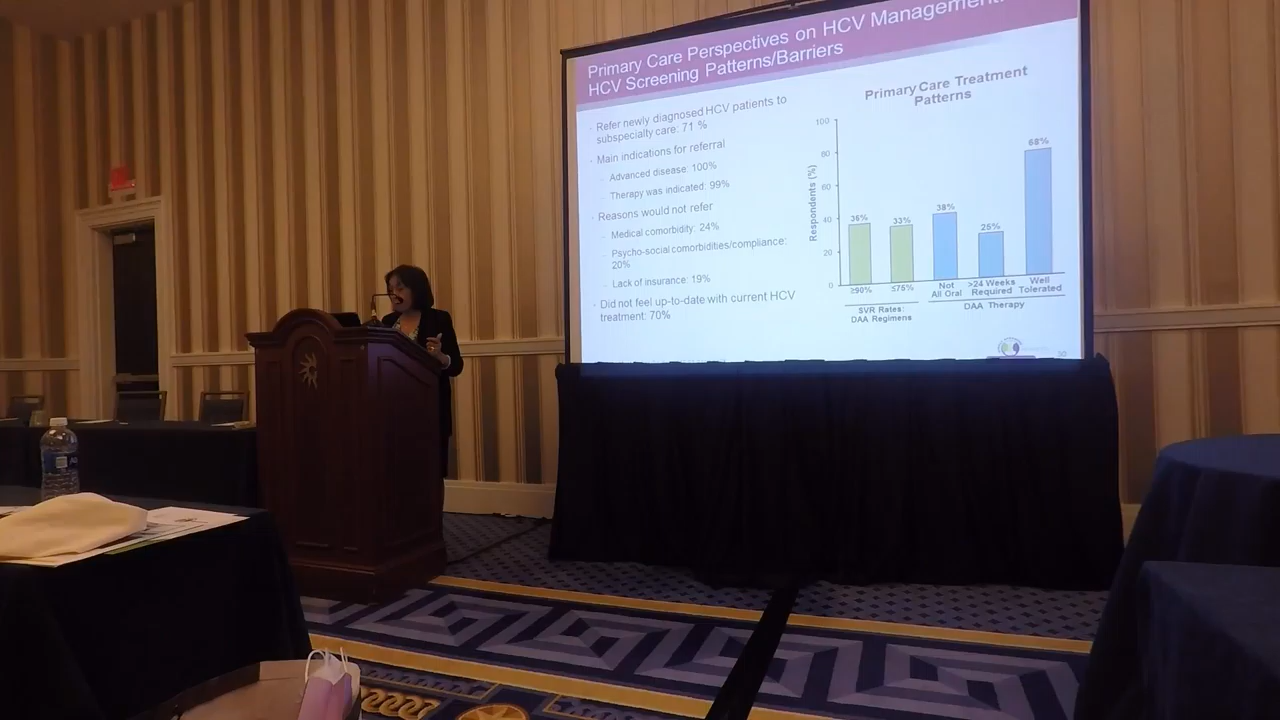 Primary Care Perspectives on HCV Management:
HCV Screening Patterns/Barriers
Refer newly diagnosed HCV patients to
subspecialty care: 71 %
Main indications for referral
Advanced disease: 100%
Therapy was indicated: 99%
Reasons would not refer
Medical comorbidity: 24%
Psycho-social comorbidities/compliance:
20%
Lack of insurance: 19%
Did not feel up-to-date with current HCV
treatment: 70%
Primary Care Treatment
Patterns
Respondents (%)
100
80
60
40
20
0
36%
33%
38%
25%
68%
≥90%
≤75%
Not
All Oral
>24 Weeks
Required
Well
Tolerated
SVR Rates:
DAA Regimens
DAA Therapy